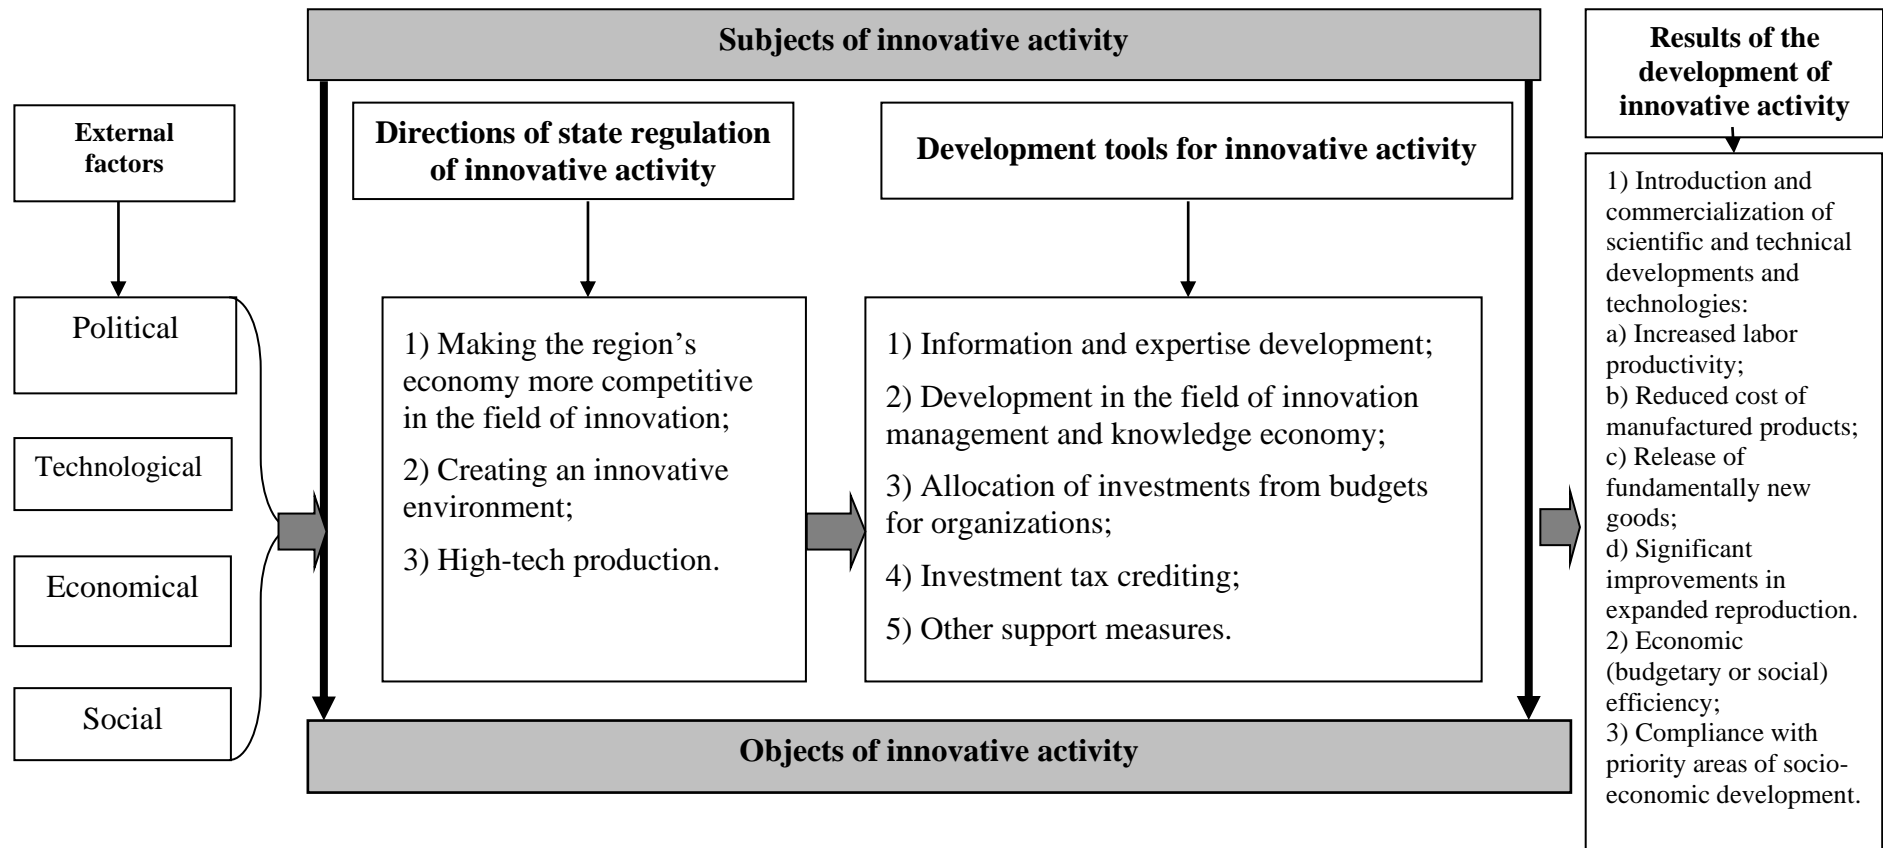 Subjects of innovative activity
External
factors
Political
Technological
Economical
Social
Directions of state regulation
of innovative activity
1) Making the region’s
economy more competitive
in the field of innovation;
2) Creating an innovative
environment;
3) High-tech production.
Development tools for innovative activity
1) Information and expertise development;
2) Development in the field of innovation
management and knowledge economy;
3) Allocation of investments from budgets
for organizations;
4) Investment tax crediting;
5) Other support measures.
Objects of innovative activity
Results of the
development of
innovative activity
1) Introduction and
commercialization of
scientific and technical
developments and
technologies:
a) Increased labor
productivity;
b) Reduced cost of
manufactured products;
c) Release of
fundamentally new
goods;
d) Significant
improvements in
expanded reproduction.
2) Economic
(budgetary or social)
efficiency;
3) Compliance with
priority areas of socio-
economic development.